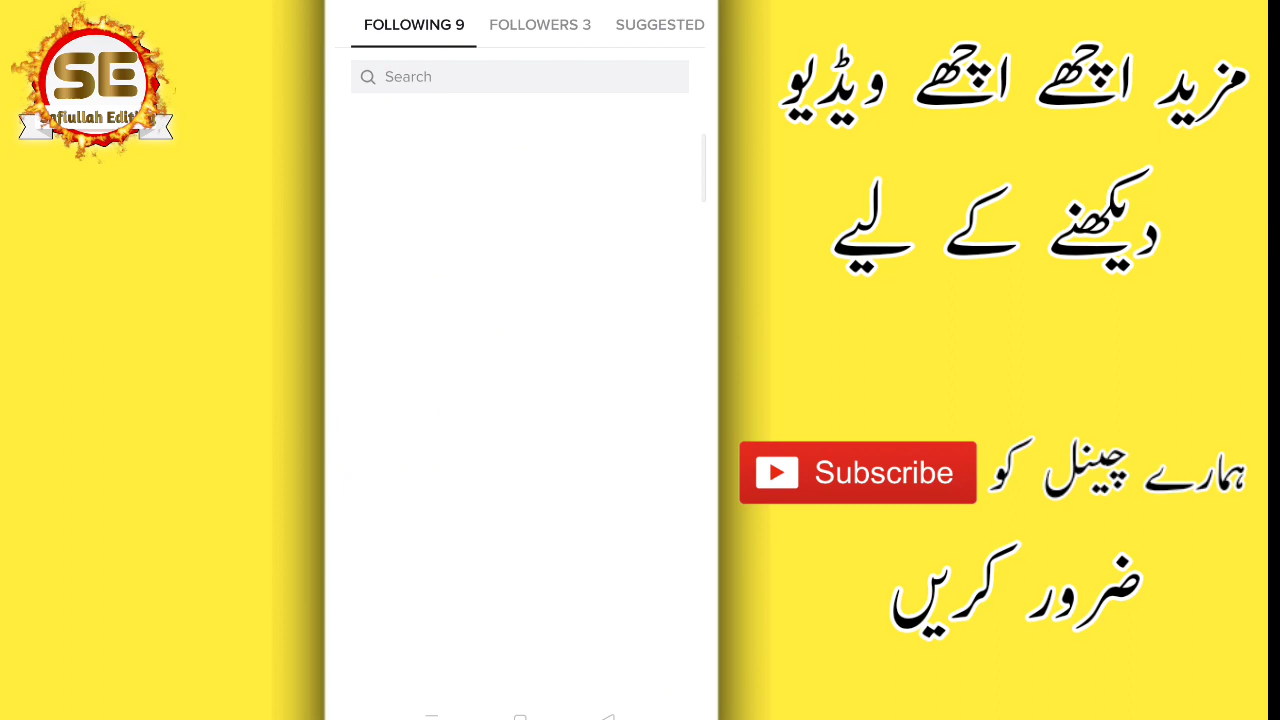 SE
FOLLOWING 9 FOLLOWERS 3 SUGGESTED
Search
مزید اچھے اچھے ویڈیو
دیکھنے کے لیے
ہمارے چینل کو Subscribe
ضرور کریں